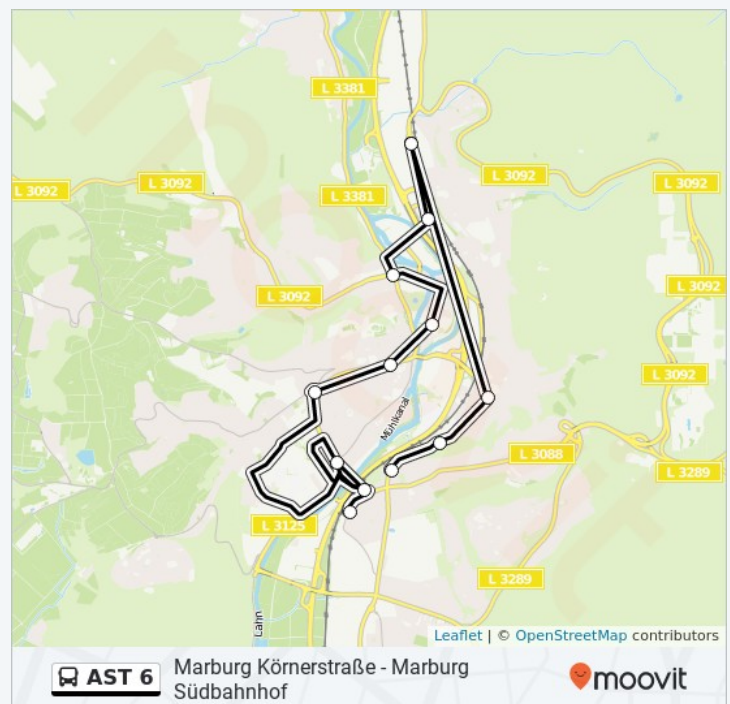 L 3381
L 3092
L 3092
L 3092
L 3092
L 3381
L 3092
L 3092
L 3092
Mühlkanal
L 3088
L 3289
L 3125
L 3289
Lahn
Leaflet | © OpenStreetMap contributors
AST 6
Marburg Körnerstraße - Marburg
Südbahnhof
moovit